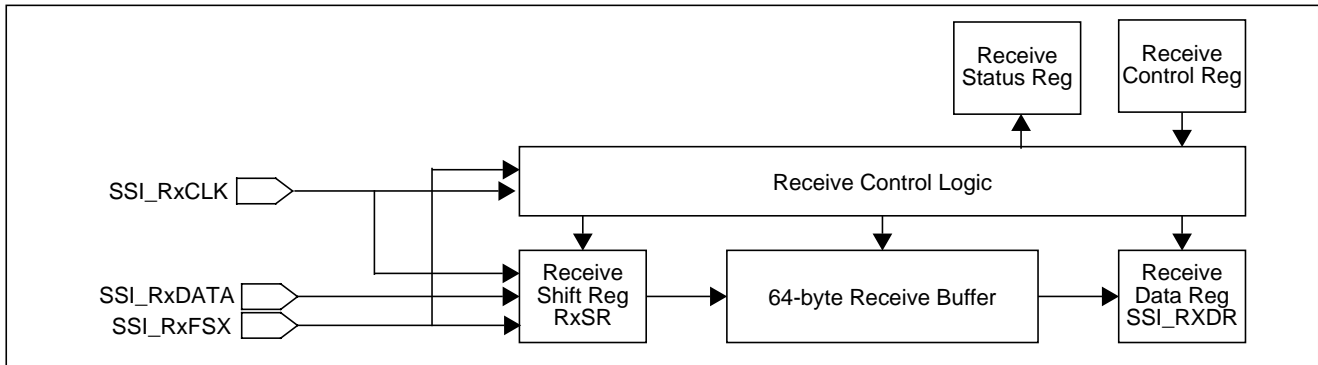 Receive
Status Reg
Receive
Control Reg
SSI_RxCLK
Receive Control Logic
SSI_RxDATA
SSI_RxFSX
Receive
Shift Reg
RxSR
64-byte Receive Buffer
Receive
Data Reg
SSI_RXDR